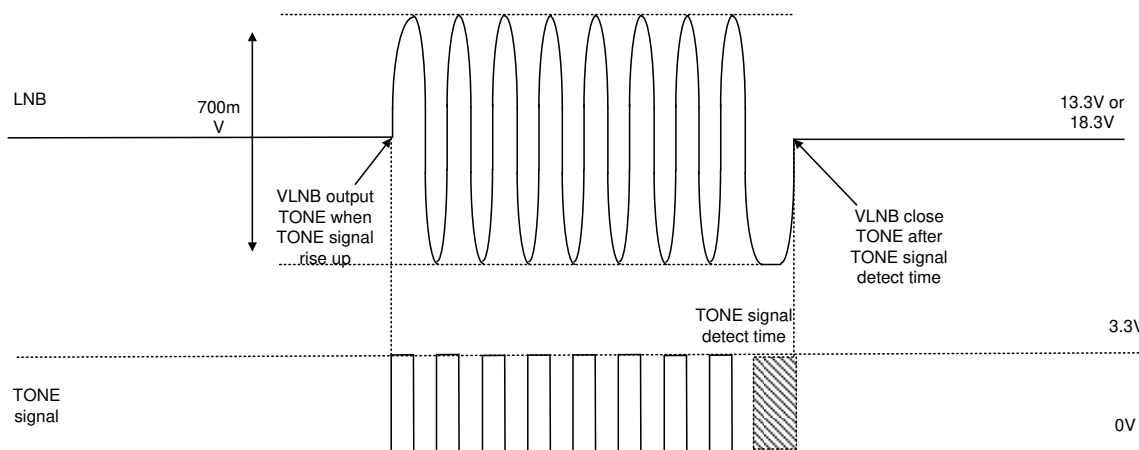 LNB
700m
V
13.3V or
18.3V
VLNB output
TONE when
TONE signal
rise up
VLNB close
TONE after
TONE signal
detect time
TONE signal
detect time
3.3V
TONE
signal
0V